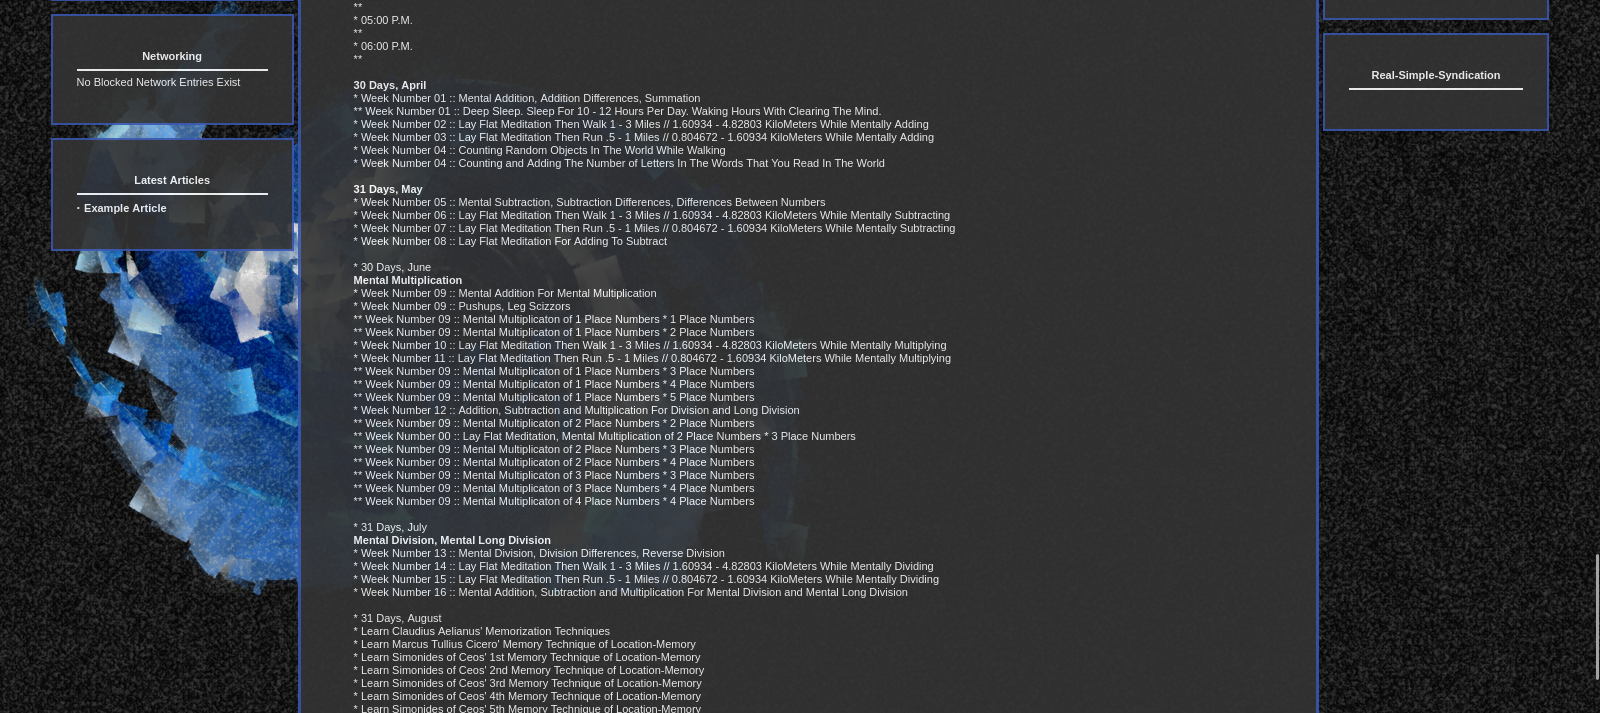 Networking
No Blocked Network Entries Exist
Latest Articles
· Example Article
**
* 05:00 P.M.
**
* 06:00 P.M.
**
30 Days, April
* Week Number 01 :: Mental Addition, Addition Differences, Summation
** Week Number 01 :: Deep Sleep. Sleep For 10 - 12 Hours Per Day. Waking Hours With Clearing The Mind.
* Week Number 02 :: Lay Flat Meditation Then Walk 1 - 3 Miles // 1.60934 - 4.82803 KiloMeters While Mentally Adding
* Week Number 03 :: Lay Flat Meditation Then Run .5 - 1 Miles // 0.804672 - 1.60934 KiloMeters While Mentally Adding
* Week Number 04 :: Counting Random Objects In The World While Walking
* Week Number 04 :: Counting and Adding The Number of Letters In The Words That You Read In The World
31 Days, May
* Week Number 05 :: Mental Subtraction, Subtraction Differences, Differences Between Numbers
* Week Number 06 :: Lay Flat Meditation Then Walk 1 - 3 Miles // 1.60934 - 4.82803 KiloMeters While Mentally Subtracting
* Week Number 07 :: Lay Flat Meditation Then Run .5 - 1 Miles // 0.804672 - 1.60934 KiloMeters While Mentally Subtracting
* Week Number 08 :: Lay Flat Meditation For Adding To Subtract
* 30 Days, June
Mental Multiplication
* Week Number 09 :: Mental Addition For Mental Multiplication
* Week Number 09 :: Pushups, Leg Scizzors
** Week Number 09 :: Mental Multiplicaton of 1 Place Numbers * 1 Place Numbers
** Week Number 09 :: Mental Multiplicaton of 1 Place Numbers * 2 Place Numbers
* Week Number 10 :: Lay Flat Meditation Then Walk 1 - 3 Miles // 1.60934 - 4.82803 KiloMeters While Mentally Multiplying
* Week Number 11 :: Lay Flat Meditation Then Run .5 - 1 Miles // 0.804672 - 1.60934 KiloMeters While Mentally Multiplying
** Week Number 09 :: Mental Multiplicaton of 1 Place Numbers * 3 Place Numbers
** Week Number 09 :: Mental Multiplicaton of 1 Place Numbers * 4 Place Numbers
** Week Number 09 :: Mental Multiplicaton of 1 Place Numbers * 5 Place Numbers
* Week Number 12 :: Addition, Subtraction and Multiplication For Division and Long Division
** Week Number 09 :: Mental Multiplicaton of 2 Place Numbers * 2 Place Numbers
** Week Number 00 :: Lay Flat Meditation, Mental Multiplication of 2 Place Numbers * 3 Place Numbers
** Week Number 09 :: Mental Multiplicaton of 2 Place Numbers * 3 Place Numbers
** Week Number 09 :: Mental Multiplicaton of 2 Place Numbers * 4 Place Numbers
** Week Number 09 :: Mental Multiplicaton of 3 Place Numbers * 3 Place Numbers
** Week Number 09 :: Mental Multiplicaton of 3 Place Numbers * 4 Place Numbers
** Week Number 09 :: Mental Multiplicaton of 4 Place Numbers * 4 Place Numbers
* 31 Days, July
Mental Division, Mental Long Division
* Week Number 13 :: Mental Division, Division Differences, Reverse Division
* Week Number 14 :: Lay Flat Meditation Then Walk 1 - 3 Miles // 1.60934 - 4.82803 KiloMeters While Mentally Dividing
* Week Number 15 :: Lay Flat Meditation Then Run .5 - 1 Miles // 0.804672 - 1.60934 KiloMeters While Mentally Dividing
* Week Number 16 :: Mental Addition, Subtraction and Multiplication For Mental Division and Mental Long Division
* 31 Days, August
* Learn Claudius Aelianus' Memorization Techniques
* Learn Marcus Tullius Cicero' Memory Technique of Location-Memory
* Learn Simonides of Ceos' 1st Memory Technique of Location-Memory
* Learn Simonides of Ceos' 2nd Memory Technique of Location-Memory
* Learn Simonides of Ceos' 3rd Memory Technique of Location-Memory
* Learn Simonides of Ceos' 4th Memory Technique of Location-Memory
* Learn Simonides of Ceos' 5th Memory Technique of Location-Memory
Real-Simple-Syndication